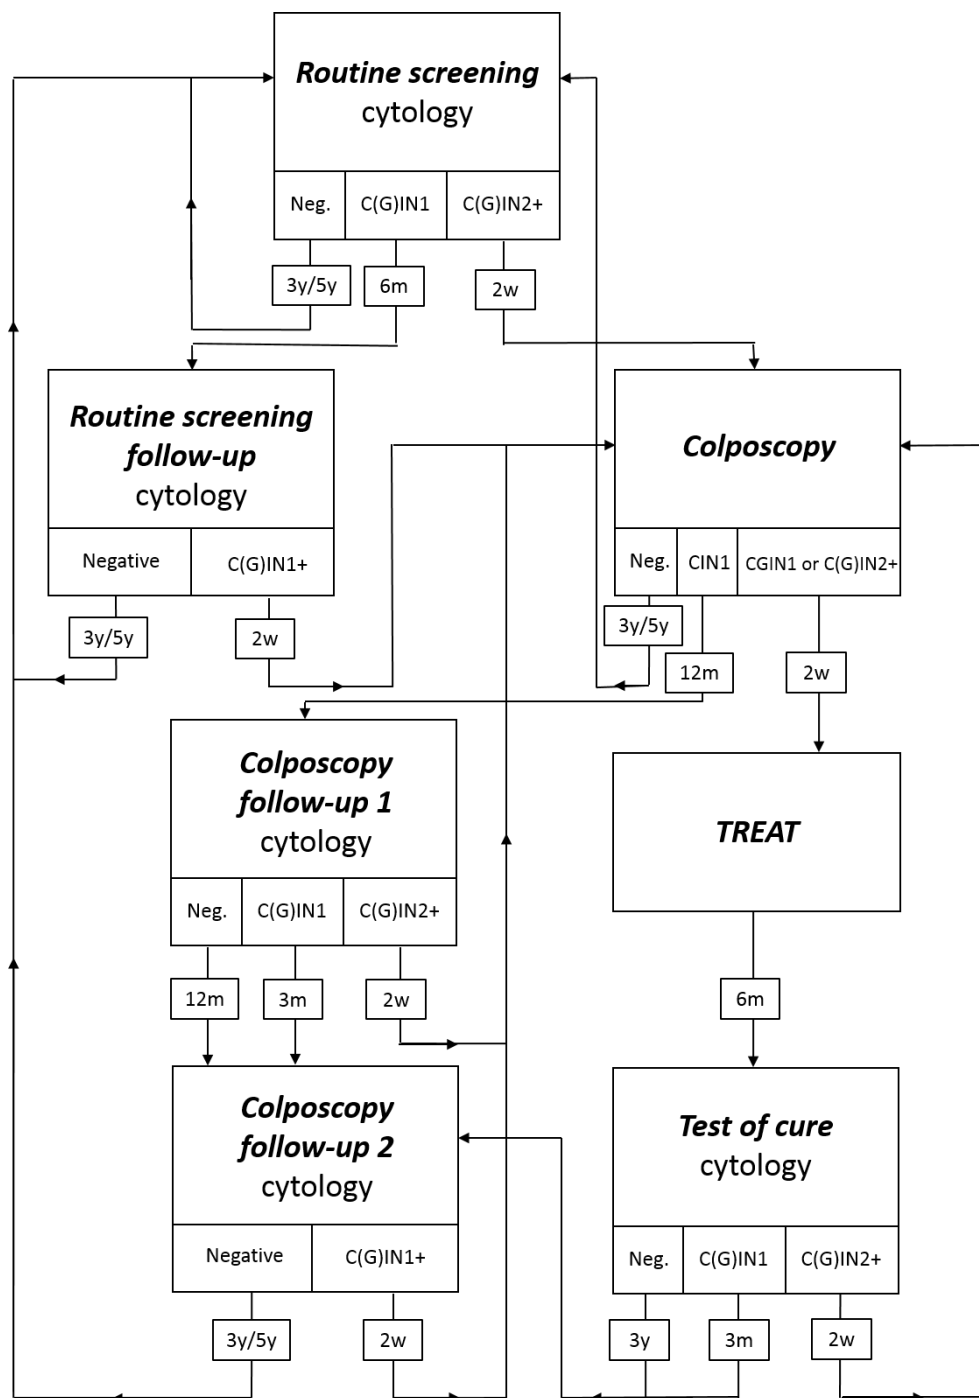 Routine screening
cytology
Neg.
C(G)IN1
C(G)IN2+
3y/5y
6m
2w
Routine screening
follow-up
cytology
Negative
C(G)IN1+
3y/5y
2w
Colposcopy
Neg.
CIN1
CGIN1 or C(G)IN2+
3y/5y
12m
2w
Colposcopy
follow-up 1
cytology
Neg.
C(G)IN1
C(G)IN2+
12m
3m
2w
TREAT
6m
Colposcopy
follow-up 2
cytology
Negative
C(G)IN1+
3y/5y
2w
Test of cure
cytology
Neg.
C(G)IN1
C(G)IN2+
3y
3m
2w